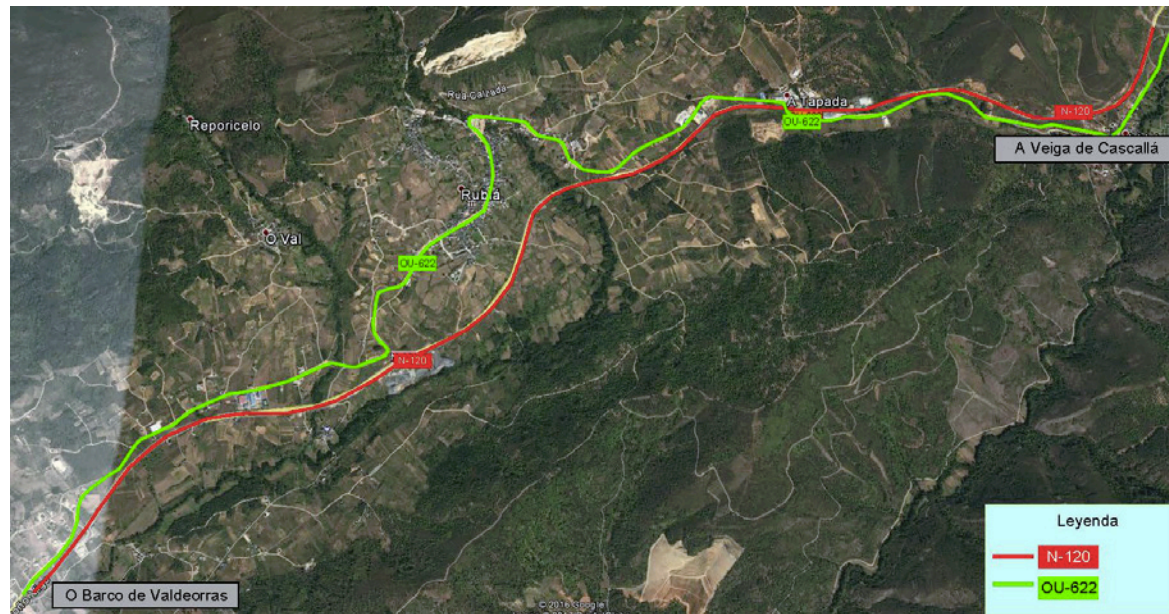 Rua Calzada
A Tapada
N-120
OU-622
A Veiga de Cascallá
Reporicelo
Rubiá
O Val
OU-622
N-120
Leyenda
N-120
OU-622
O Barco de Valdeorras
© 2016 Google